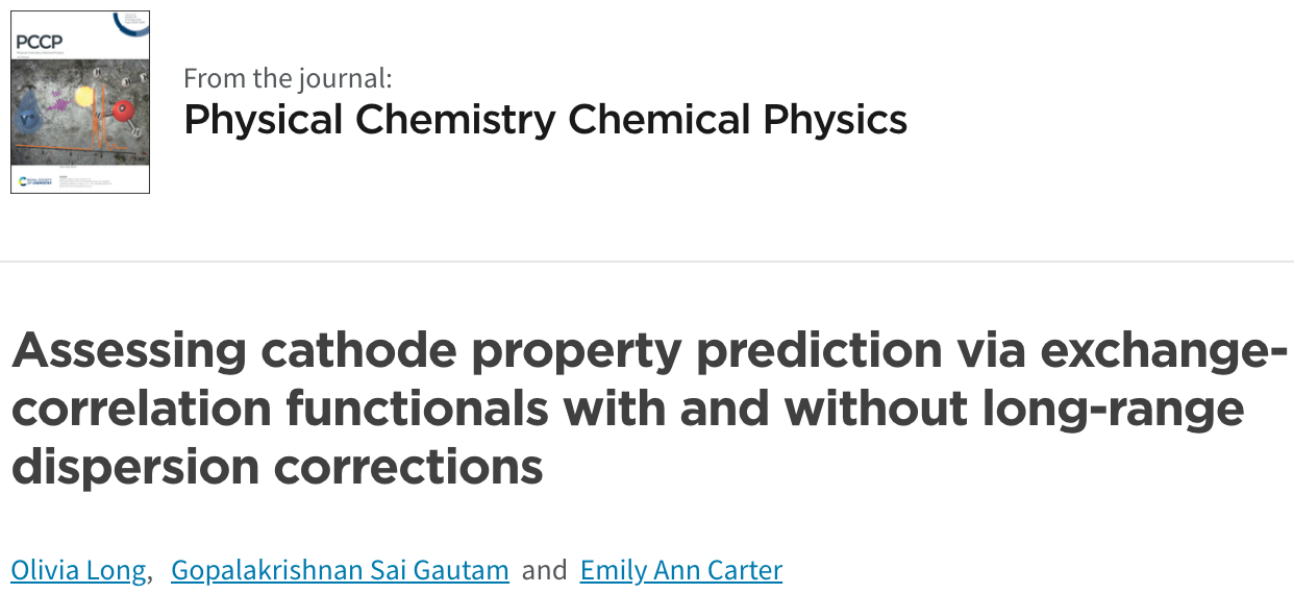 PCCP
From the journal:
Physical Chemistry Chemical Physics
Assessing cathode property prediction via exchange-
correlation functionals with and without long-range
dispersion corrections
Olivia Long, Gopalakrishnan Sai Gautam and Emily Ann Carter